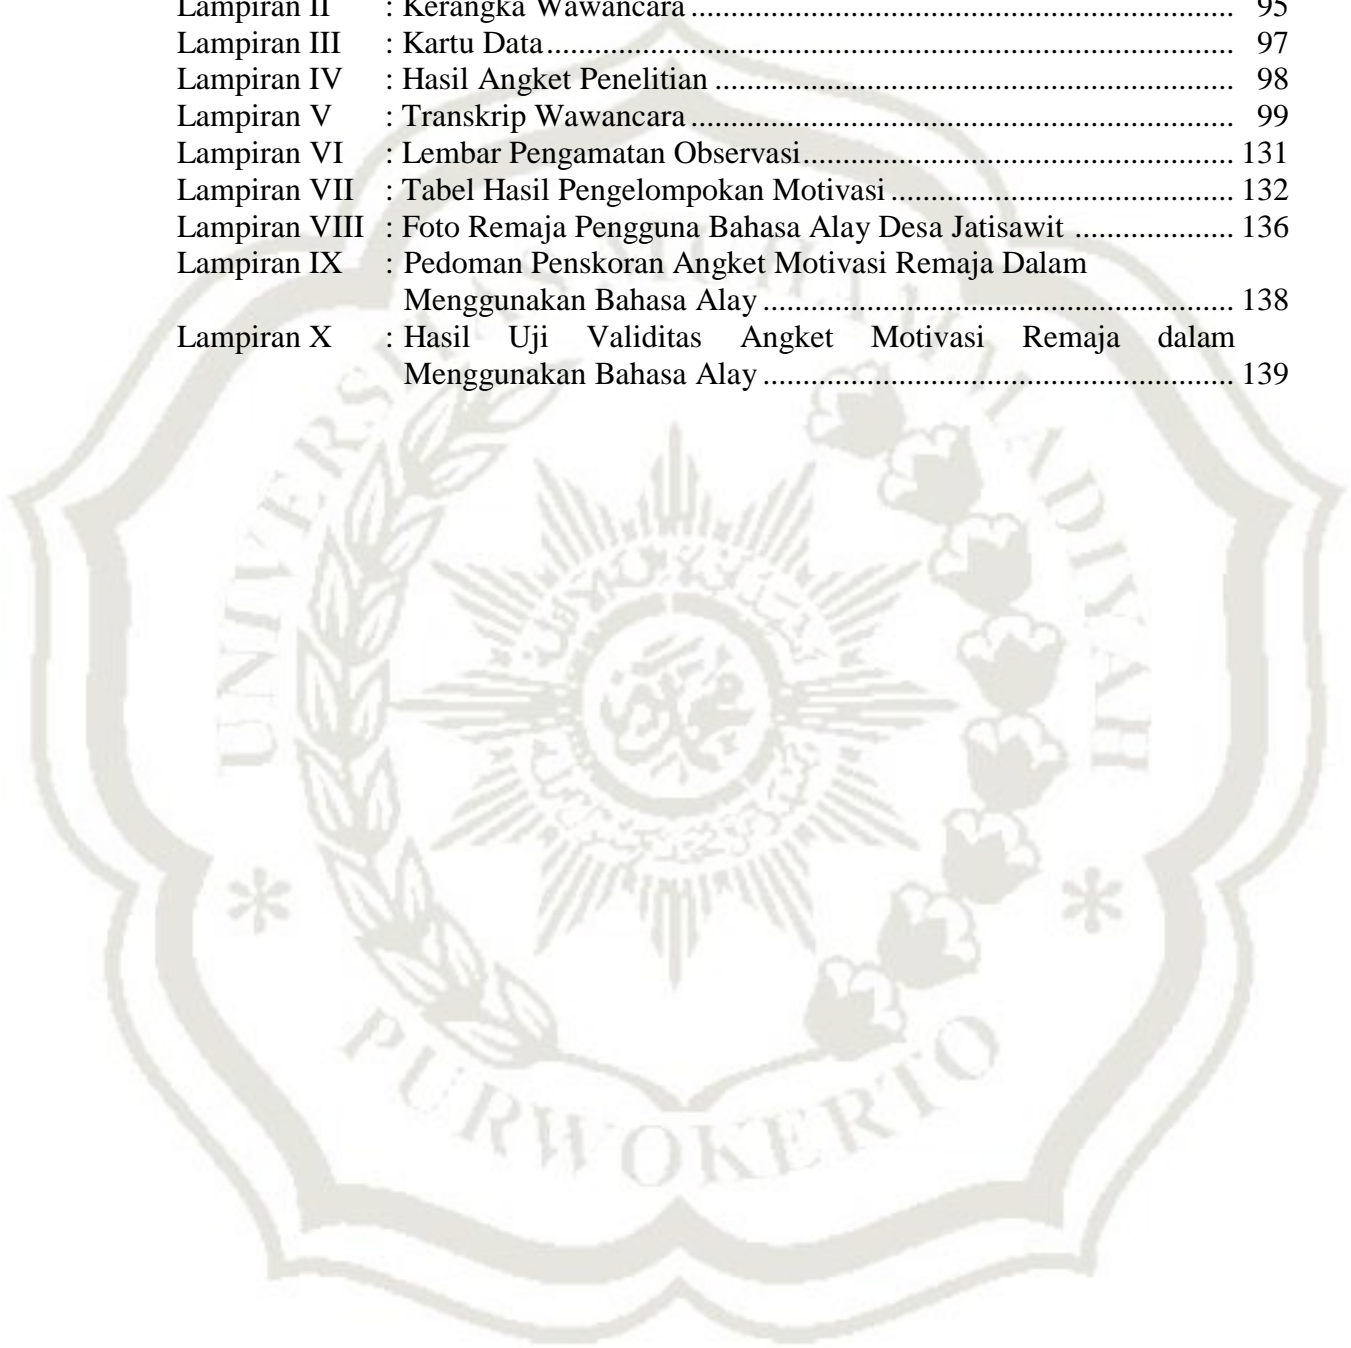 Lampiran II : Kerangka Wawancara ................................................................... 95
Lampiran III : Kartu Data..................................................................................... 97
Lampiran IV : Hasil Angket Penelitian ................................................................ 98
Lampiran V : Transkrip Wawancara ................................................................... 99
Lampiran VI : Lembar Pengamatan Observasi..................................................... 131
Lampiran VII : Tabel Hasil Pengelompokan Motivasi .......................................... 132
Lampiran VIII : Foto Remaja Pengguna Bahasa Alay Desa Jatisawit .................... 136
Lampiran IX : Pedoman Penskoran Angket Motivasi Remaja Dalam
Menggunakan Bahasa Alay .......................................................... 138
Lampiran X : Hasil Uji Validitas Angket Motivasi Remaja dalam
Menggunakan Bahasa Alay .......................................................... 139
UNIVERSITAS MUHAMMADIYAH
PURWOKERTO